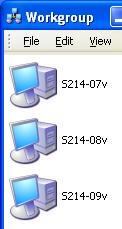 Workgroup
File Edit View
S214-07v
S214-08v
S214-09v